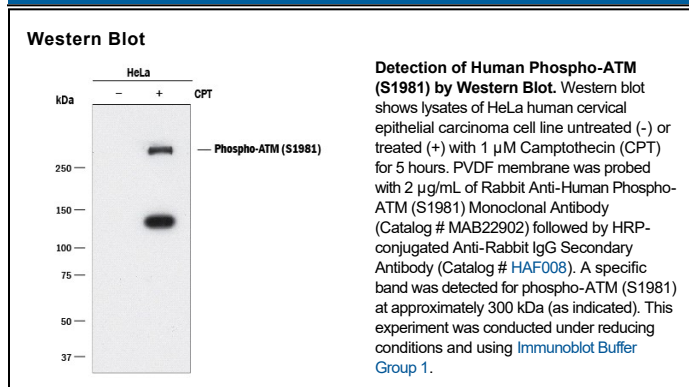 Western Blot
HeLa
kDa
– + CPT
Phospho-ATM (S1981)
250
150
100
75
50
37
Detection of Human Phospho-ATM
(S1981) by Western Blot. Western blot
shows lysates of HeLa human cervical
epithelial carcinoma cell line untreated (-) or
treated (+) with 1 µM Camptothecin (CPT)
for 5 hours. PVDF membrane was probed
with 2 µg/mL of Rabbit Anti-Human Phospho-
ATM (S1981) Monoclonal Antibody
(Catalog # MAB22902) followed by HRP-
conjugated Anti-Rabbit IgG Secondary
Antibody (Catalog # HAF008). A specific
band was detected for phospho-ATM (S1981)
at approximately 300 kDa (as indicated). This
experiment was conducted under reducing
conditions and using Immunoblot Buffer
Group 1.